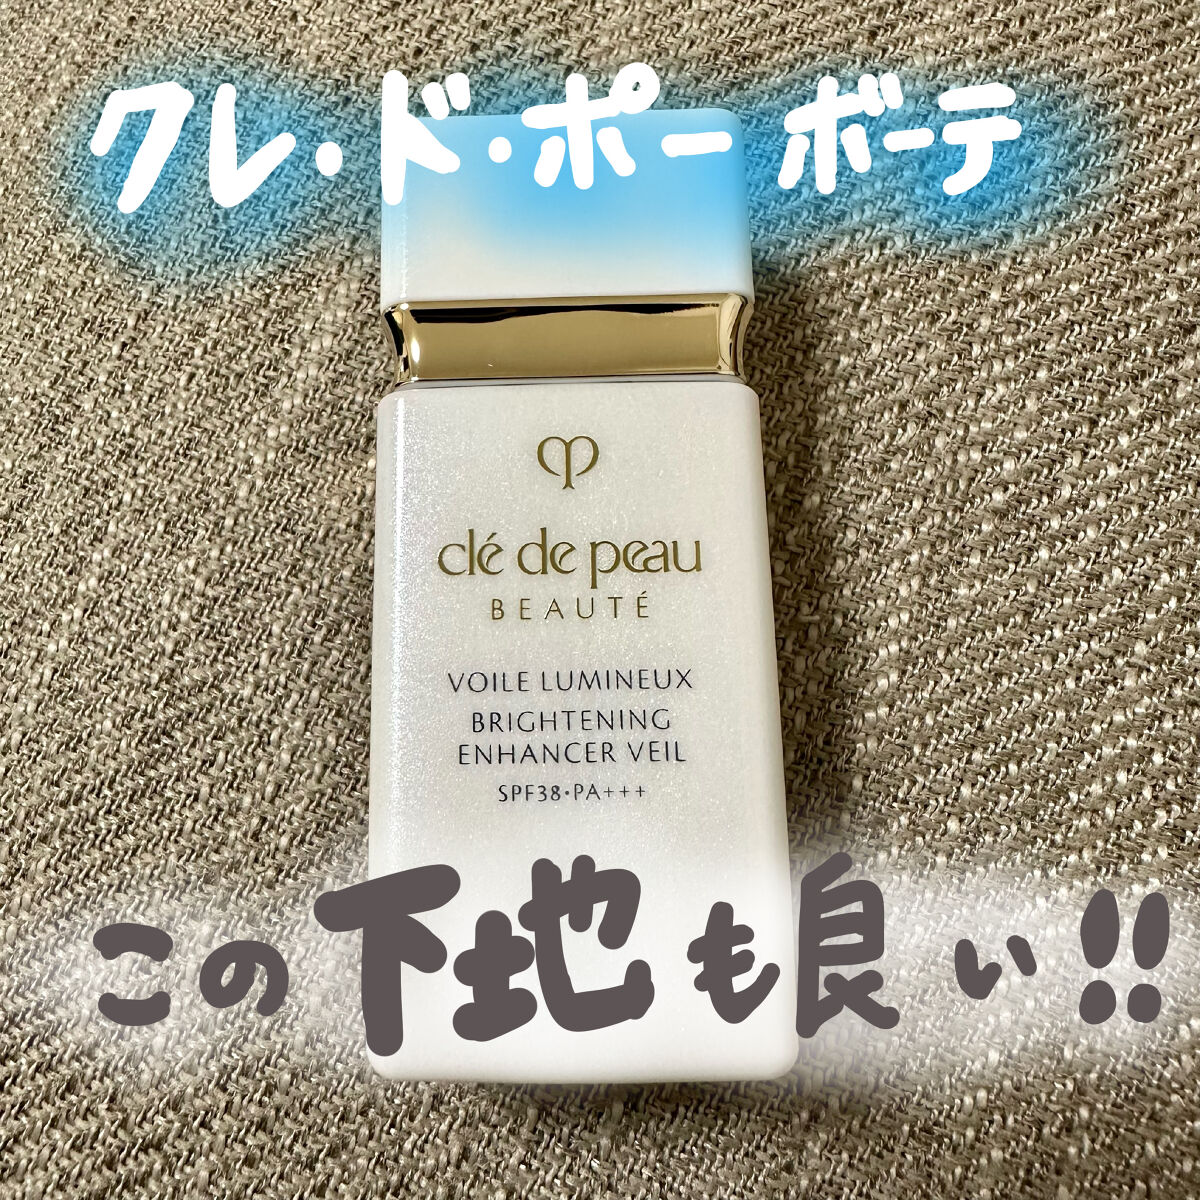 クレ・ド・ポー ボーテ
clé de peau
BEAUTÉ
VOILE LUMINEUX
BRIGHTENING
ENHANCER VEIL
SPF38・PA+++
この下地も良い!!